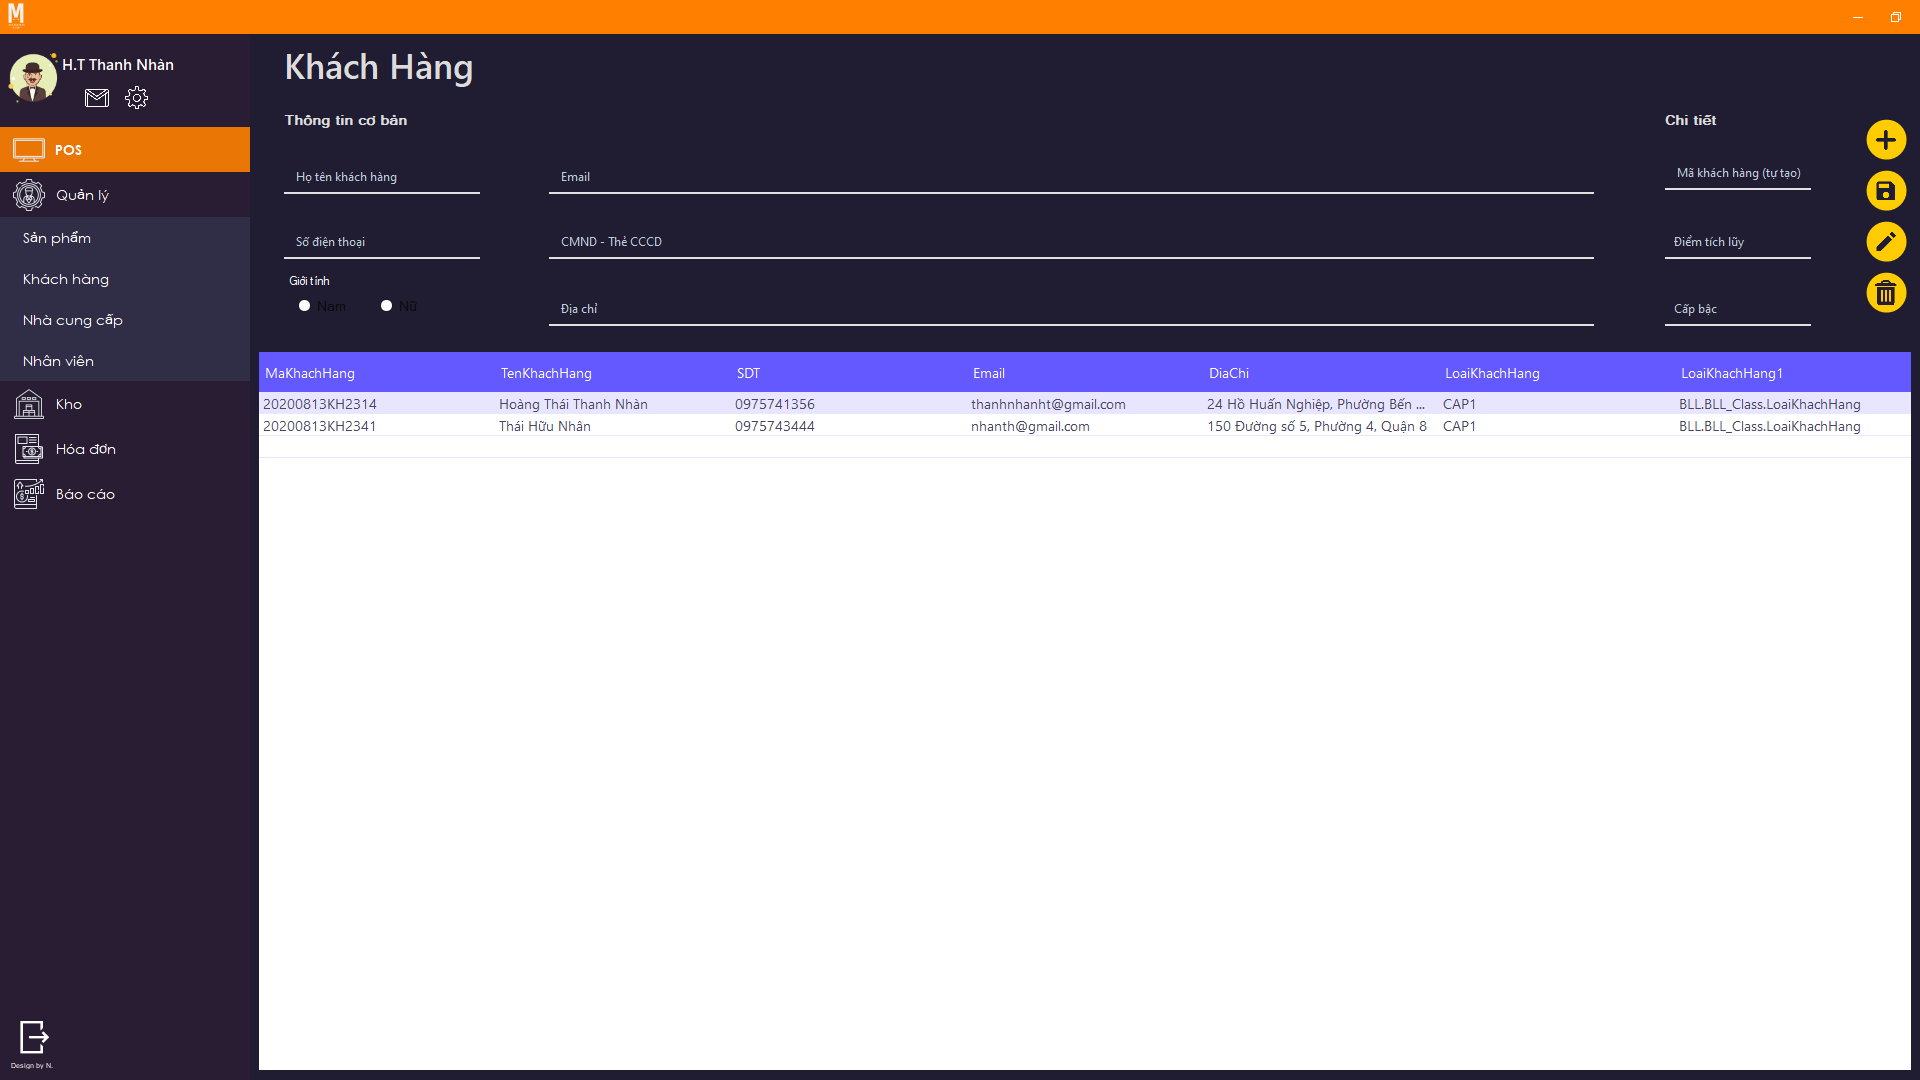 M
H.T Thanh Nhàn
POS
Quản lý
Sản phẩm
Khách hàng
Nhà cung cấp
Nhân viên
Kho
Hóa đơn
Báo cáo
Design by N.
Khách Hàng
Thông tin cơ bản
Chi tiết
Họ tên khách hàng
Email
Mã khách hàng (tự tạo)
Số điện thoại
CMND - Thẻ CCCD
Điểm tích lũy
Giới tính
Nam
Nữ
Địa chỉ
Cấp bậc
MaKhachHang TenKhachHang SDT Email DiaChi LoaiKhachHang LoaiKhachHang1
20200813KH2314 Hoàng Thái Thanh Nhàn 0975741356 thanhnhanht@gmail.com 24 Hồ Huấn Nghiệp, Phường Bến ... CAP1 BLL.BLL_Class.LoaiKhachHang
20200813KH2341 Thái Hữu Nhân 0975743444 nhanth@gmail.com 150 Đường số 5, Phường 4, Quận 8 CAP1 BLL.BLL_Class.LoaiKhachHang